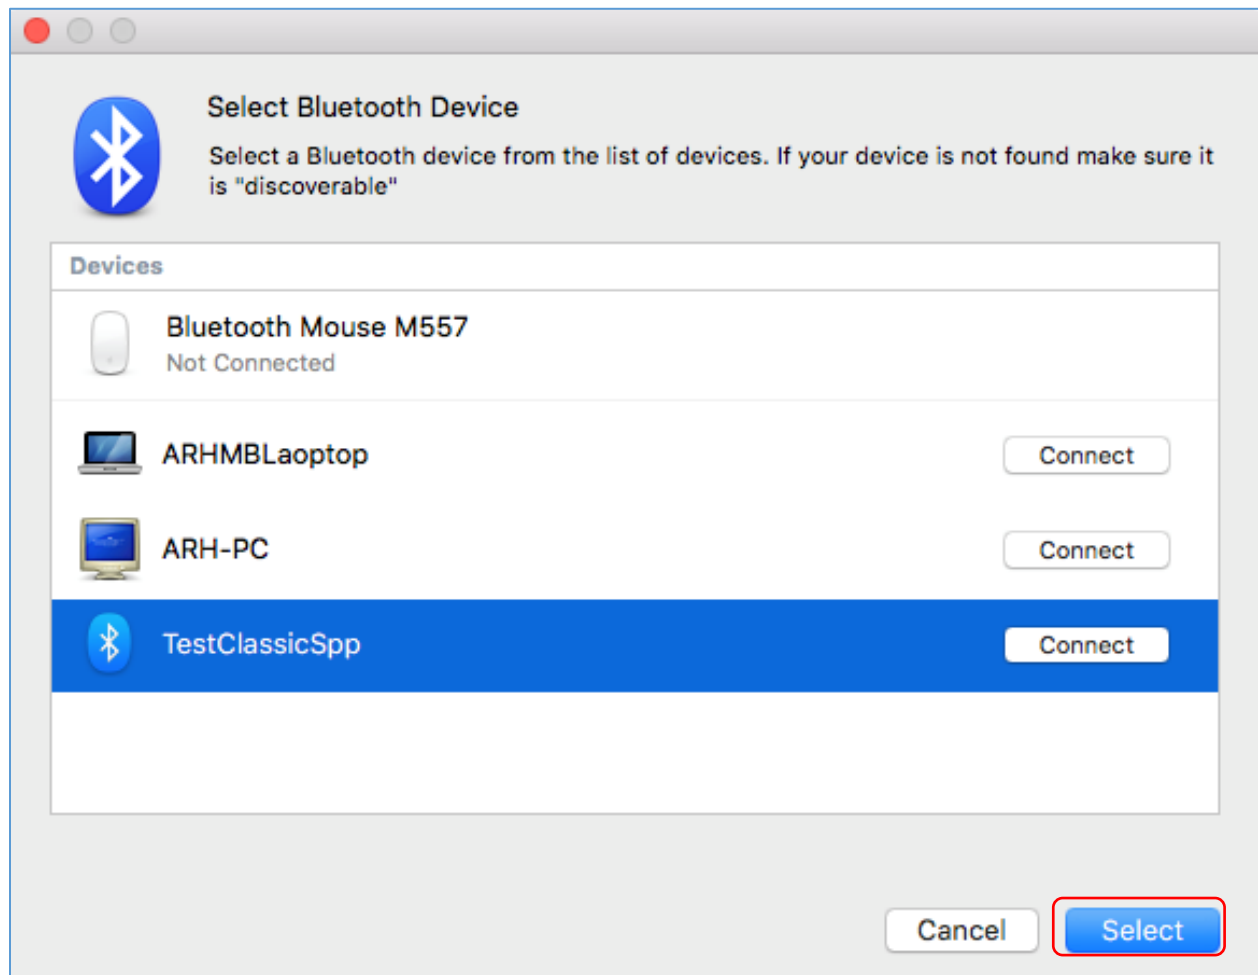 Select Bluetooth Device
Select a Bluetooth device from the list of devices. If your device is not found make sure it
is "discoverable"
Devices
Bluetooth Mouse M557
Not Connected
ARHMBLaoptop
Connect
ARH-PC
Connect
TestClassicSpp
Connect
Cancel
Select